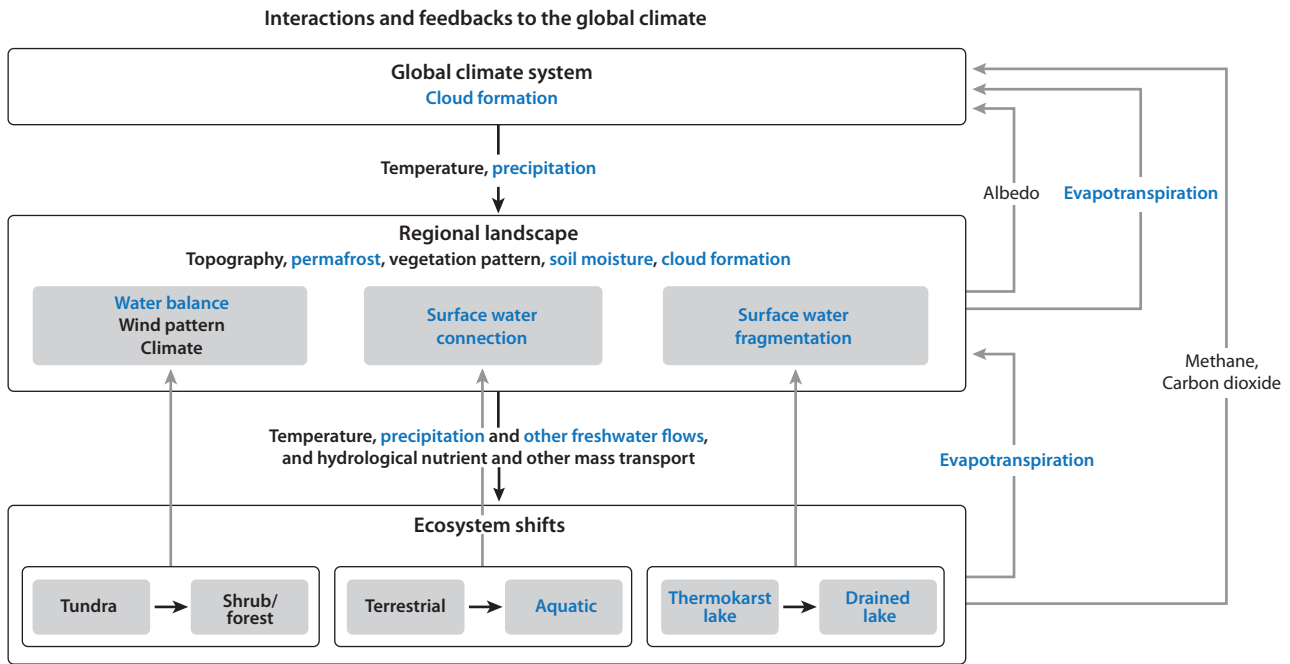 Interactions and feedbacks to the global climate
Global climate system
Cloud formation
Temperature, precipitation
Albedo
Evapotranspiration
Regional landscape
Topography, permafrost, vegetation pattern, soil moisture, cloud formation
Water balance
Wind pattern
Climate
Surface water
connection
Surface water
fragmentation
Methane,
Carbon dioxide
Temperature, precipitation and other freshwater flows,
and hydrological nutrient and other mass transport
Evapotranspiration
Ecosystem shifts
Tundra
Shrub/
forest
Terrestrial
Aquatic
Thermokarst
lake
Drained
lake